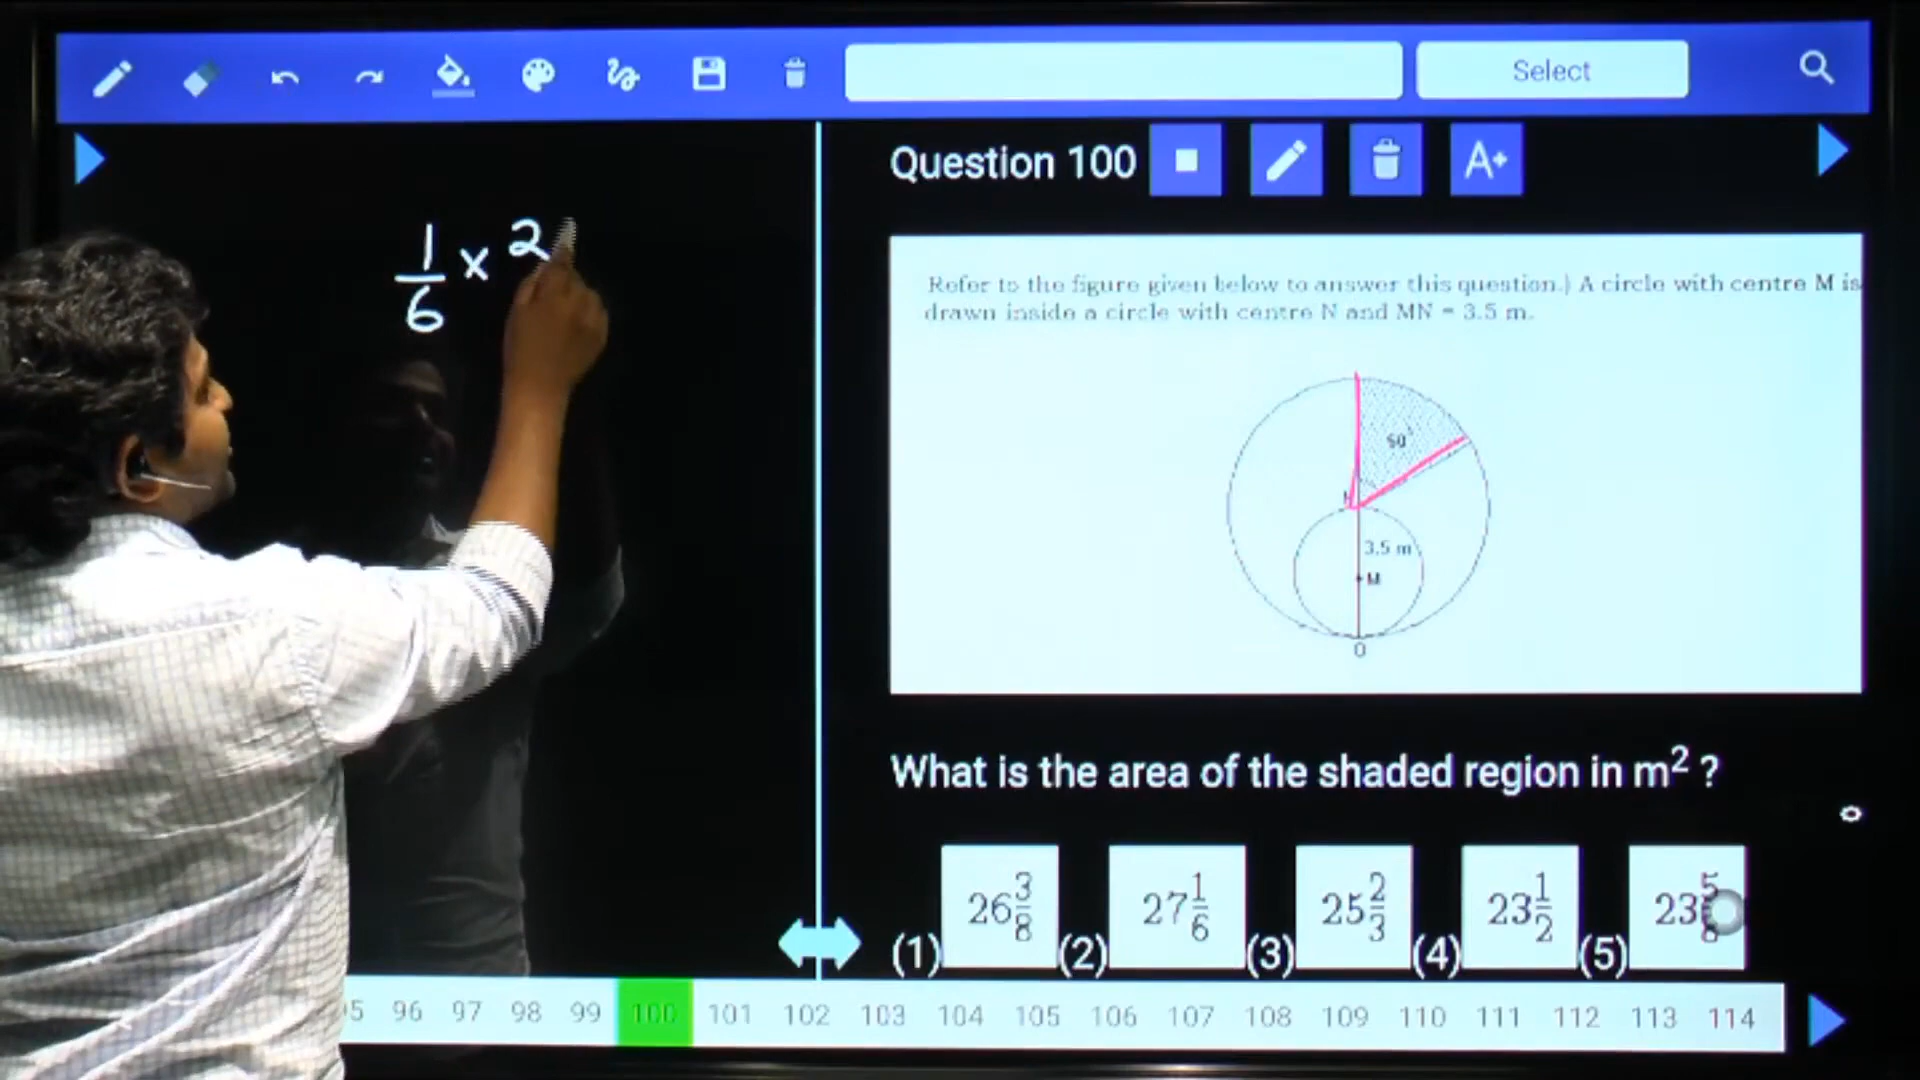 Select
Question 100
A+
1/6 × 2
Refer to the figure given below to answer this question.) A circle with centre M is
drawn inside a circle with centre N and MN = 3.5 m.
3.5 m
M
O
What is the area of the shaded region in m² ?
(1) 26 3/8 (2) 27 1/6 (3) 25 2/3 (4) 23 1/2 (5) 23
96 97 98 99 100 101 102 103 104 105 106 107 108 109 110 111 112 113 114